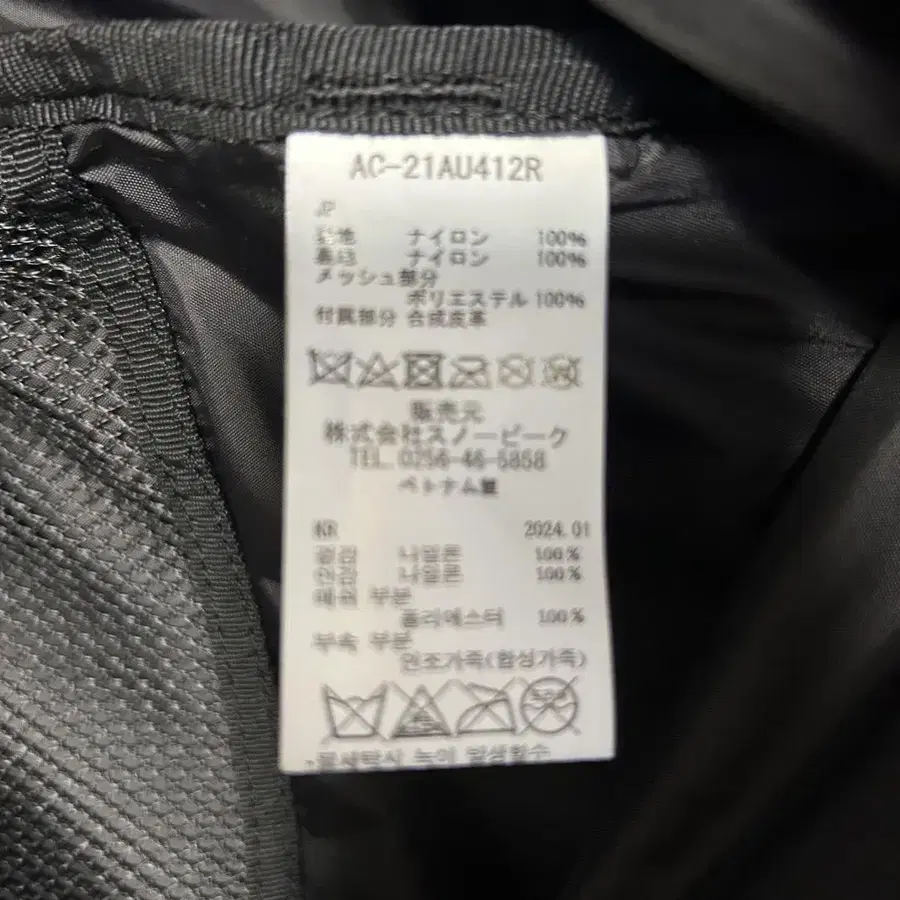 AC-21AU412R
JP
表地 ナイロン 100%
裏地 ナイロン 100%
メッシュ部分
ポリエステル 100%
付属部分 合成皮革
販売元
株式会社スノーピーク
TEL. 0256-46-5858
ベトナム製
KR 2024.01
겉감 나일론 100%
안감 나일론 100%
매쉬 부분
폴리에스터 100%
부속 부분
인조가죽(합성가죽)